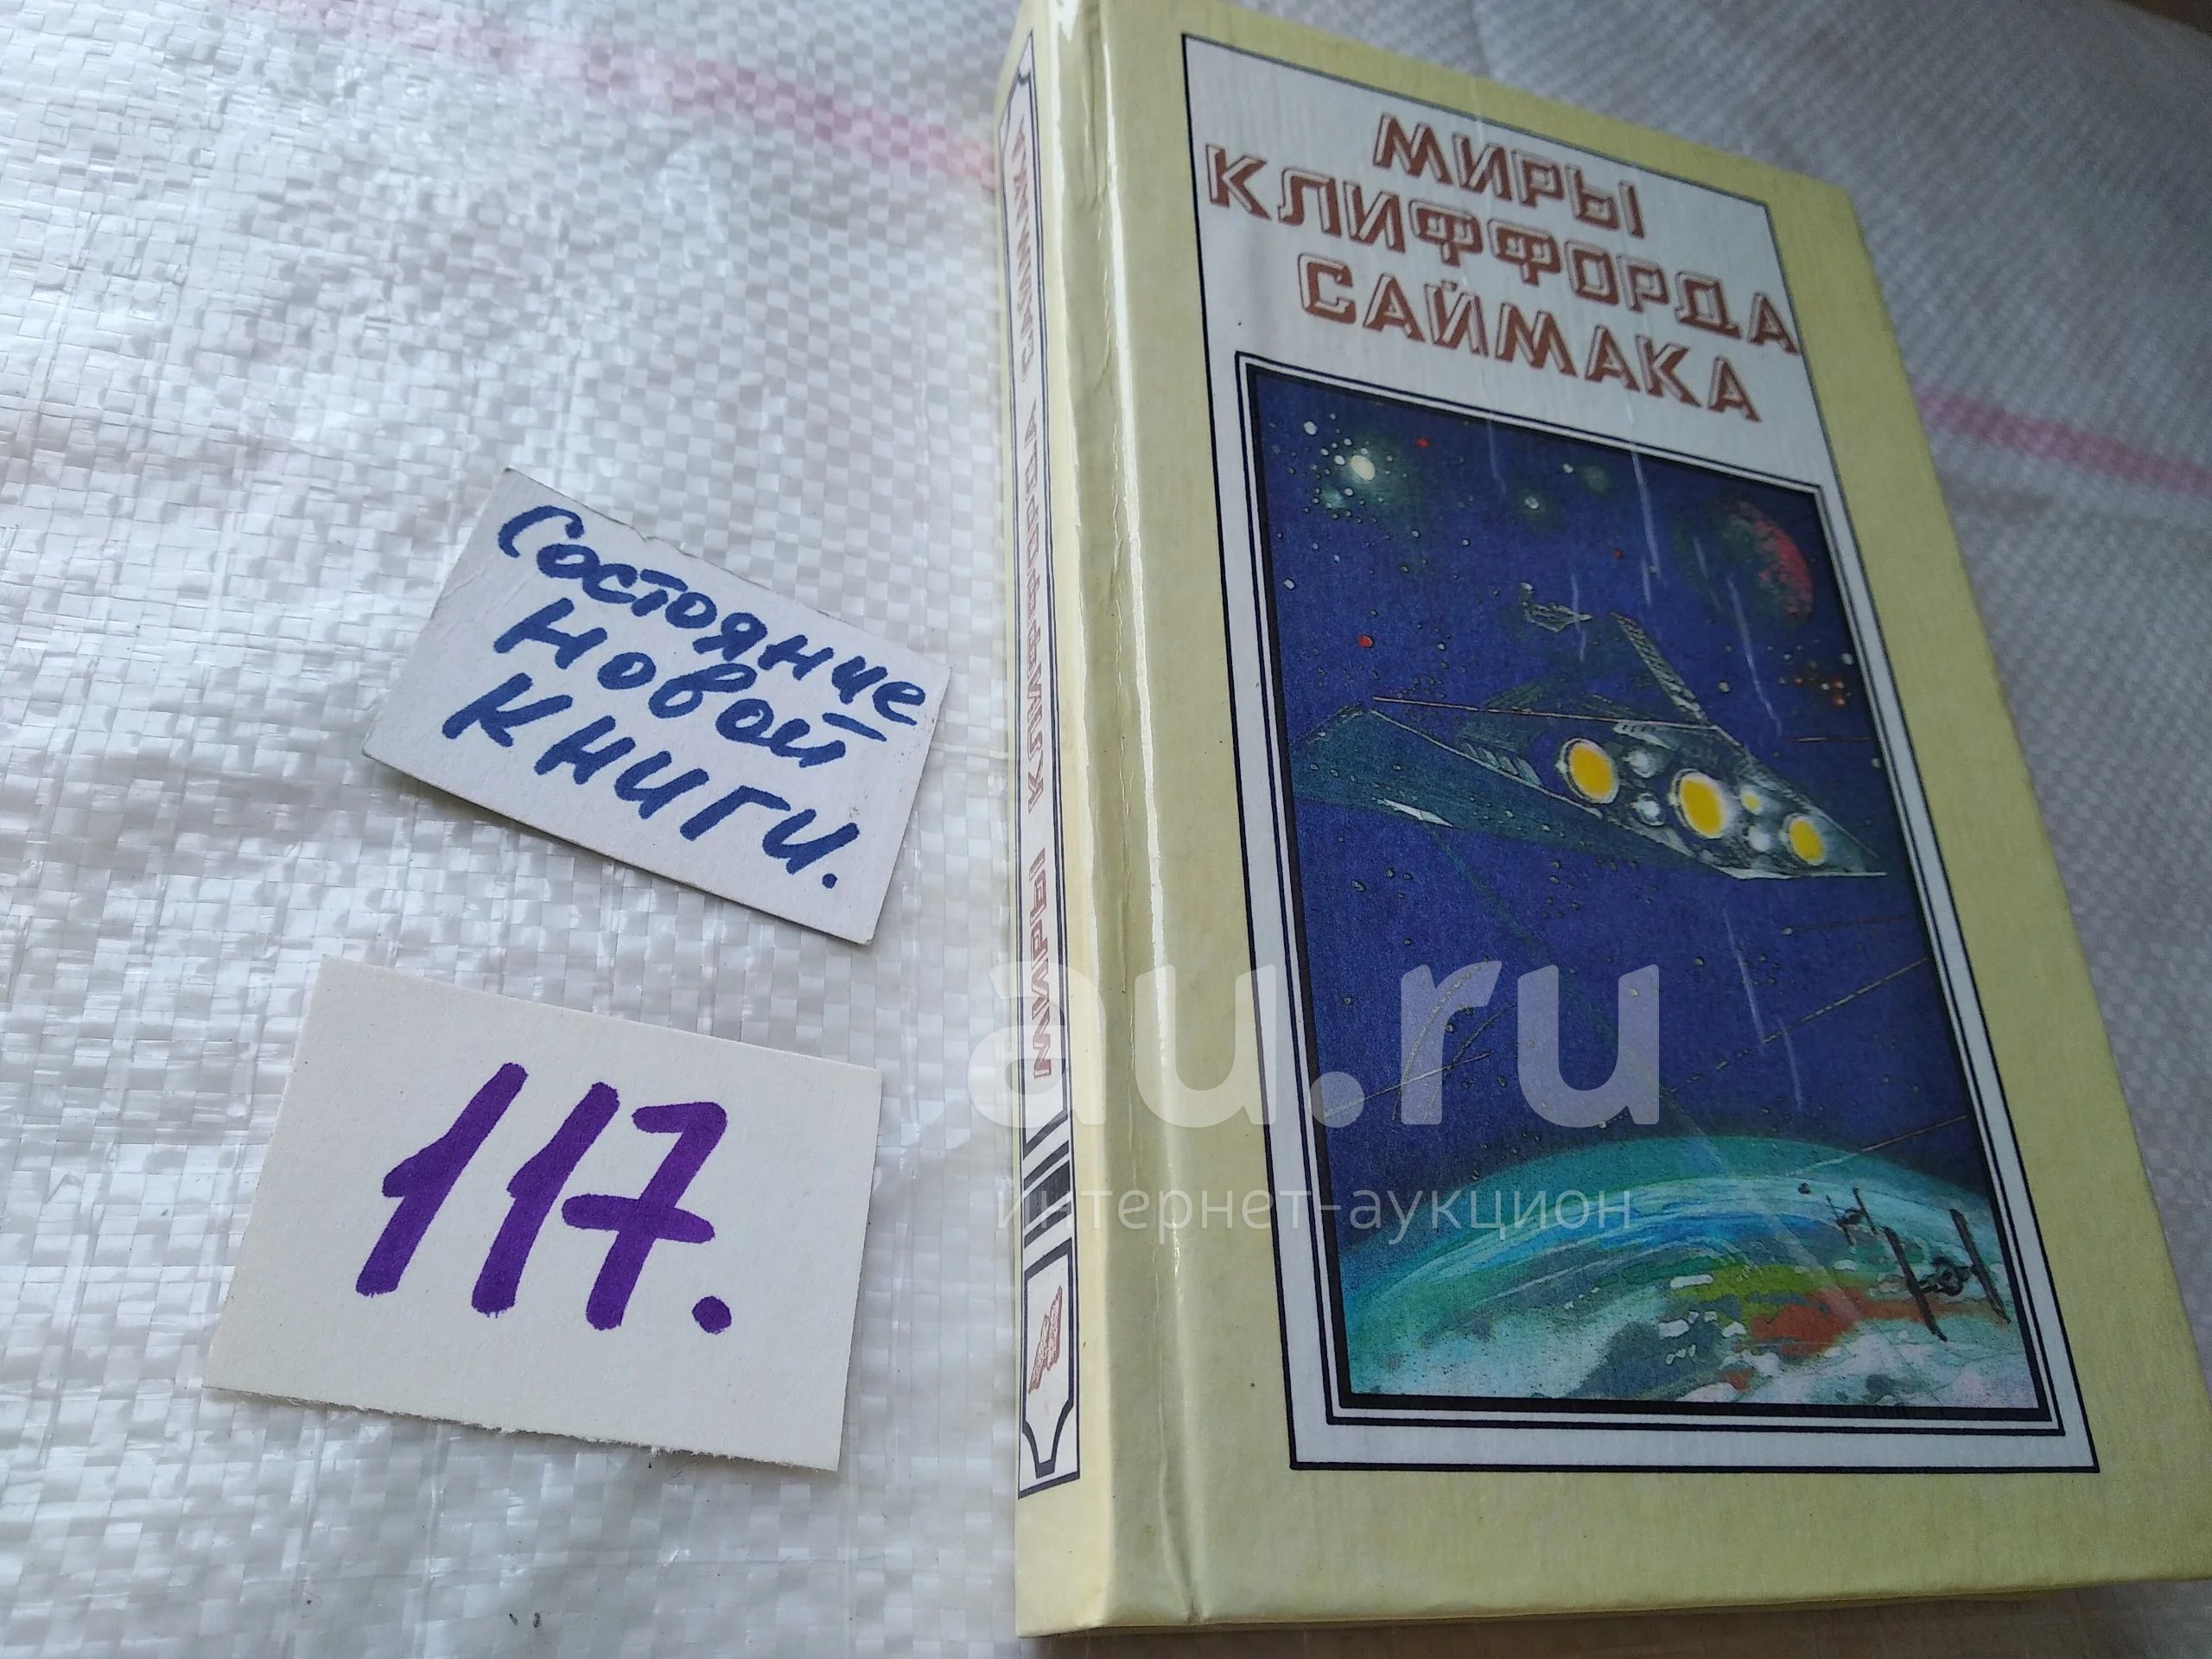 МИРЫ
КЛИФФОРДА
САЙМАКА
МИРЫ КЛИФФОРДА САЙМАКА
Состояние
новой
книги.
117.
au.ru
интернет-аукцион